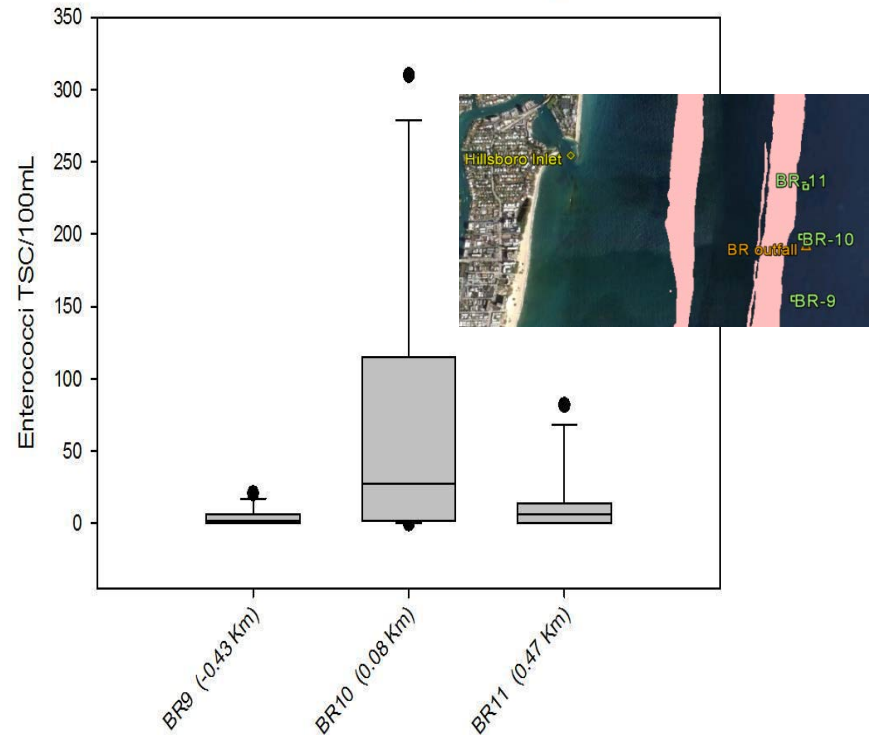 350
300
250
200
150
100
50
0
Enterococci TSC/100mL
BR9 (-0.43 Km)
BR10 (0.08 Km)
BR11 (0.47 Km)
Hillsboro Inlet
BR-11
BR-10
BR outfall
BR-9